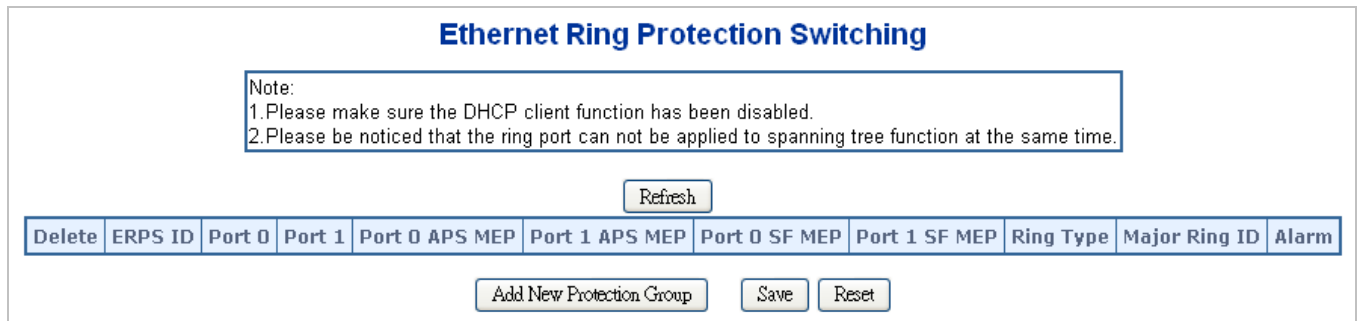 Ethernet Ring Protection Switching
Note:
1.Please make sure the DHCP client function has been disabled.
2.Please be noticed that the ring port can not be applied to spanning tree function at the same time.
Refresh
Delete ERPS ID Port 0 Port 1 Port 0 APS MEP Port 1 APS MEP Port 0 SF MEP Port 1 SF MEP Ring Type Major Ring ID Alarm
Add New Protection Group Save Reset